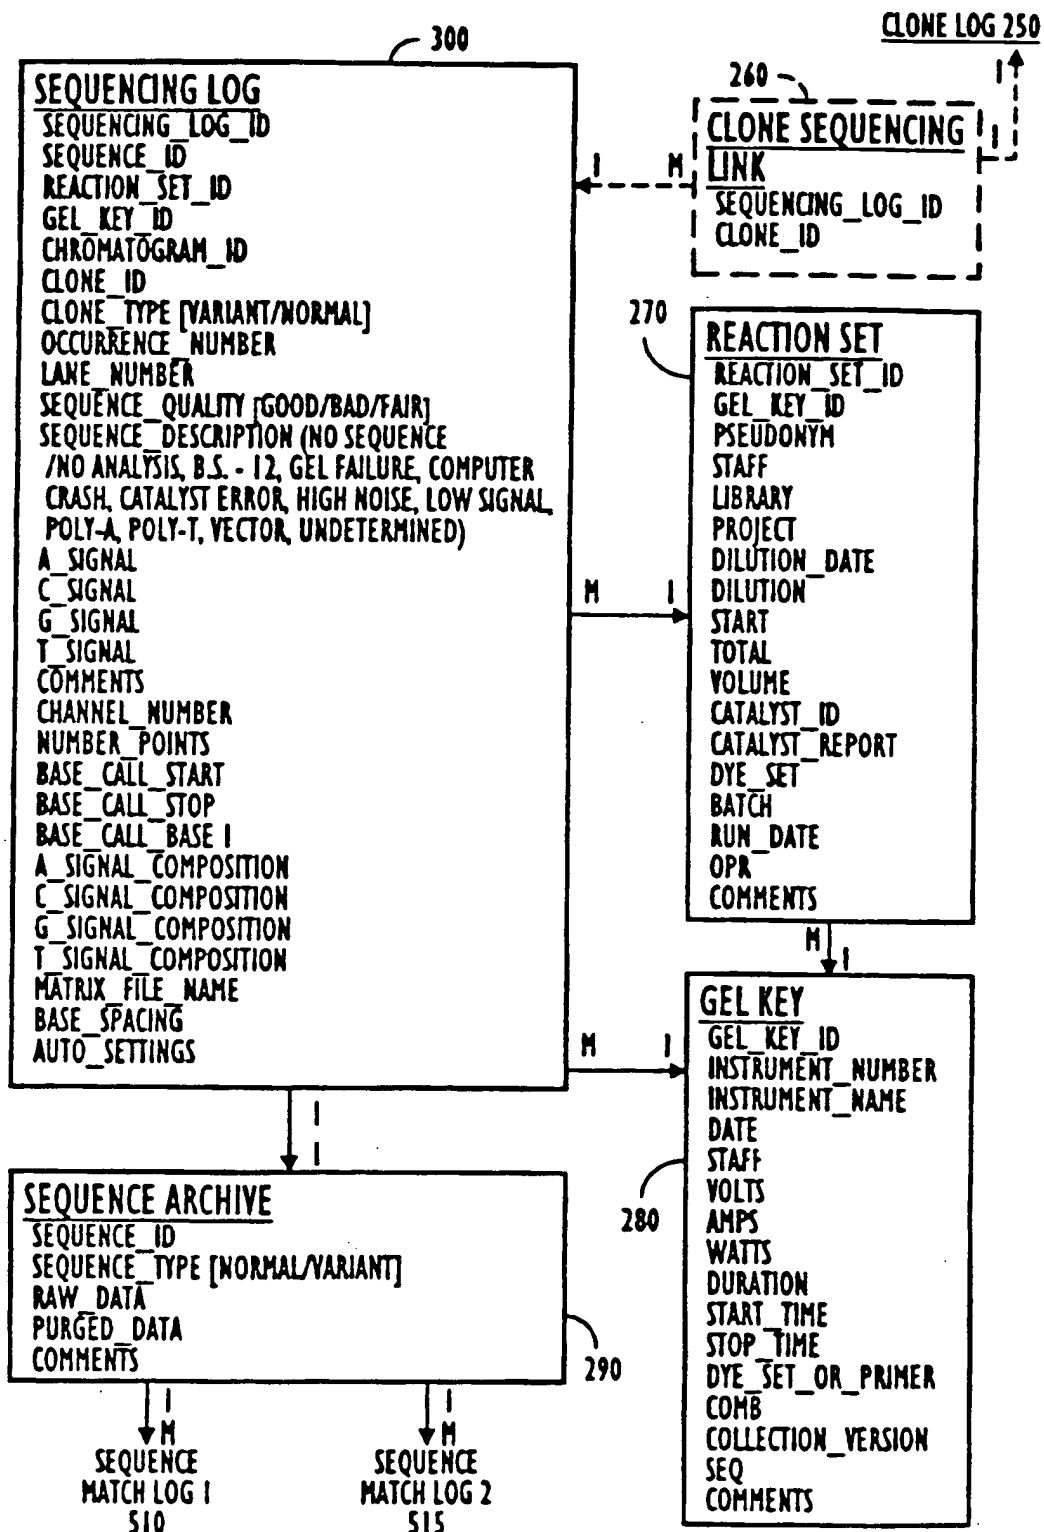 CLONE LOG 250
300
SEQUENCING LOG
SEQUENCING_LOG_ID
SEQUENCE_ID
REACTION_SET_ID
GEL_KEY_ID
CHROMATOGRAM_ID
CLONE_ID
CLONE_TYPE [VARIANT/NORMAL]
OCCURRENCE_NUMBER
LANE_NUMBER
SEQUENCE_QUALITY [GOOD/BAD/FAIR]
SEQUENCE_DESCRIPTION (NO SEQUENCE
/NO ANALYSIS, B.S. - 12, GEL FAILURE, COMPUTER
CRASH, CATALYST ERROR, HIGH NOISE, LOW SIGNAL,
POLY-A, POLY-T, VECTOR, UNDETERMINED)
A_SIGNAL
C_SIGNAL
G_SIGNAL
T_SIGNAL
COMMENTS
CHANNEL_NUMBER
NUMBER_POINTS
BASE_CALL_START
BASE_CALL_STOP
BASE_CALL_BASE 1
A_SIGNAL_COMPOSITION
C_SIGNAL_COMPOSITION
G_SIGNAL_COMPOSITION
T_SIGNAL_COMPOSITION
MATRIX_FILE_NAME
BASE_SPACING
AUTO_SETTINGS
260
1
1
CLONE SEQUENCING
LINK
SEQUENCING_LOG_ID
CLONE_ID
1 M
270
REACTION SET
REACTION_SET_ID
GEL_KEY_ID
PSEUDONYM
STAFF
LIBRARY
PROJECT
DILUTION_DATE
DILUTION
START
TOTAL
VOLUME
CATALYST_ID
CATALYST_REPORT
DYE_SET
BATCH
RUN_DATE
OPR
COMMENTS
M 1
M
1
GEL KEY
GEL_KEY_ID
INSTRUMENT_NUMBER
INSTRUMENT_NAME
DATE
STAFF
VOLTS
AMPS
WATTS
DURATION
START_TIME
STOP_TIME
DYE_SET_OR_PRIMER
COMB
COLLECTION_VERSION
SEQ
COMMENTS
M 1
280
1
1
SEQUENCE ARCHIVE
SEQUENCE_ID
SEQUENCE_TYPE [NORMAL/VARIANT]
RAW_DATA
PURGED_DATA
COMMENTS
290
1
M
SEQUENCE
MATCH LOG 1
510
1
M
SEQUENCE
MATCH LOG 2
515